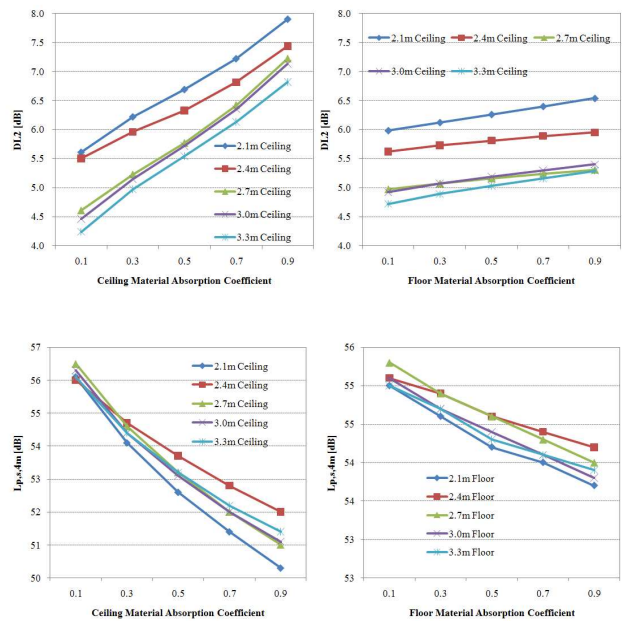 8.0
7.5
7.0
6.5
6.0
5.5
5.0
4.5
4.0
DL2 [dB]
2.1m Ceiling
2.4m Ceiling
2.7m Ceiling
3.0m Ceiling
3.3m Ceiling
0.1 0.3 0.5 0.7 0.9
Ceiling Material Absorption Coefficient
8.0
7.5
7.0
6.5
6.0
5.5
5.0
4.5
4.0
DL2 [dB]
2.1m Ceiling 2.4m Ceiling 2.7m Ceiling
3.0m Ceiling 3.3m Ceiling
0.1 0.3 0.5 0.7 0.9
Floor Material Absorption Coefficient
57
56
55
54
53
52
51
50
Lp,s,4m [dB]
2.1m Ceiling
2.4m Ceiling
2.7m Ceiling
3.0m Ceiling
3.3m Ceiling
0.1 0.3 0.5 0.7 0.9
Ceiling Material Absorption Coefficient
56
55
55
54
54
53
53
Lp,s,4m [dB]
2.1m Floor
2.4m Floor
2.7m Floor
3.0m Floor
3.3m Floor
0.1 0.3 0.5 0.7 0.9
Floor Material Absorption Coefficient